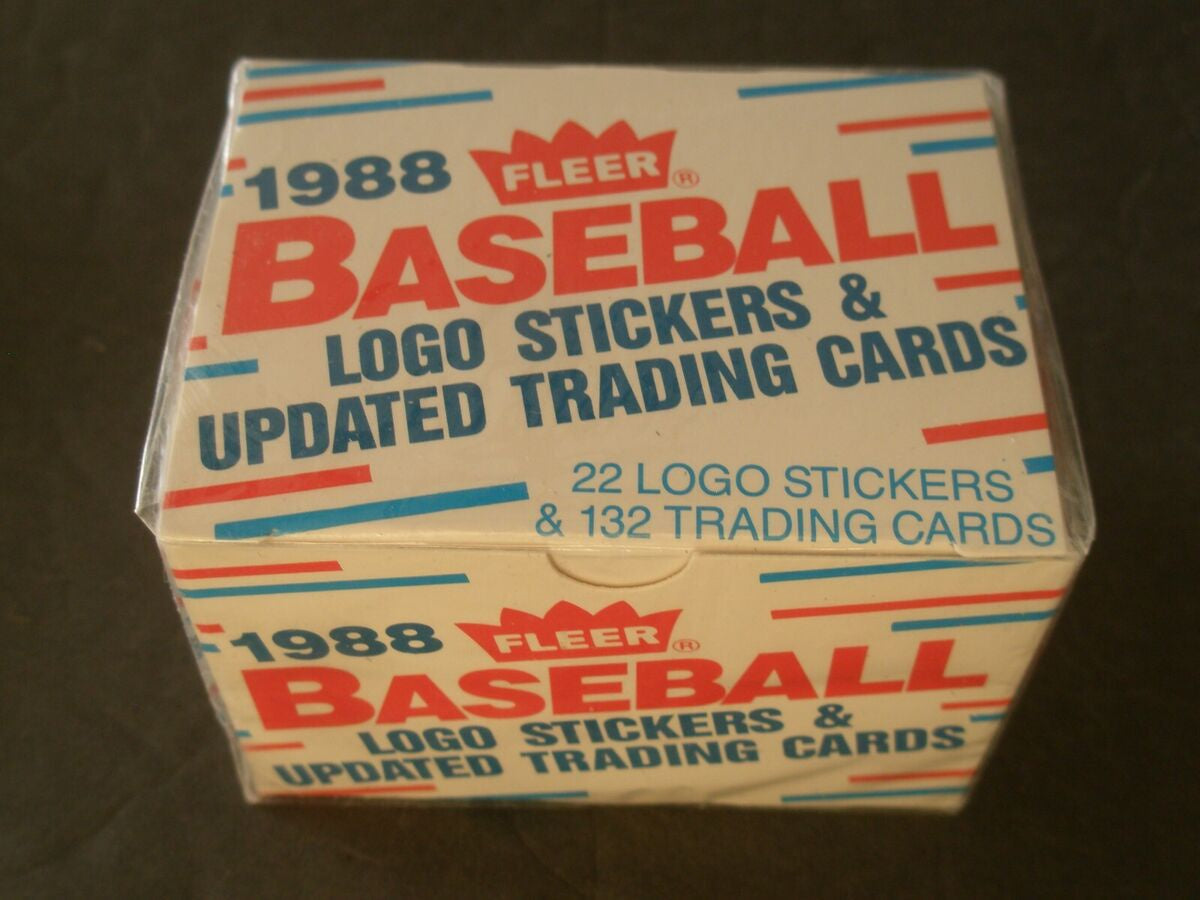 1988 FLEER®
BASEBALL
LOGO STICKERS &
UPDATED TRADING CARDS
22 LOGO STICKERS
& 132 TRADING CARDS
1988 FLEER®
BASEBALL
LOGO STICKERS &
UPDATED TRADING CARDS